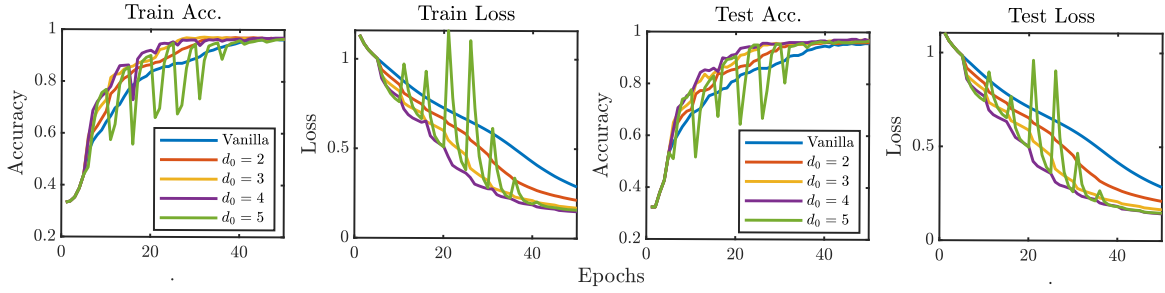 Train Acc.
Accuracy
1
0.8
0.6
0.4
0.2
0
20
40
Vanilla
d₀ = 2
d₀ = 3
d₀ = 4
d₀ = 5
.
Train Loss
Loss
1
0.5
0
0
20
40
Test Acc.
Accuracy
1
0.8
0.6
0.4
0.2
0
20
40
Vanilla
d₀ = 2
d₀ = 3
d₀ = 4
d₀ = 5
Test Loss
Loss
1
0.5
0
0
20
40
.
Epochs